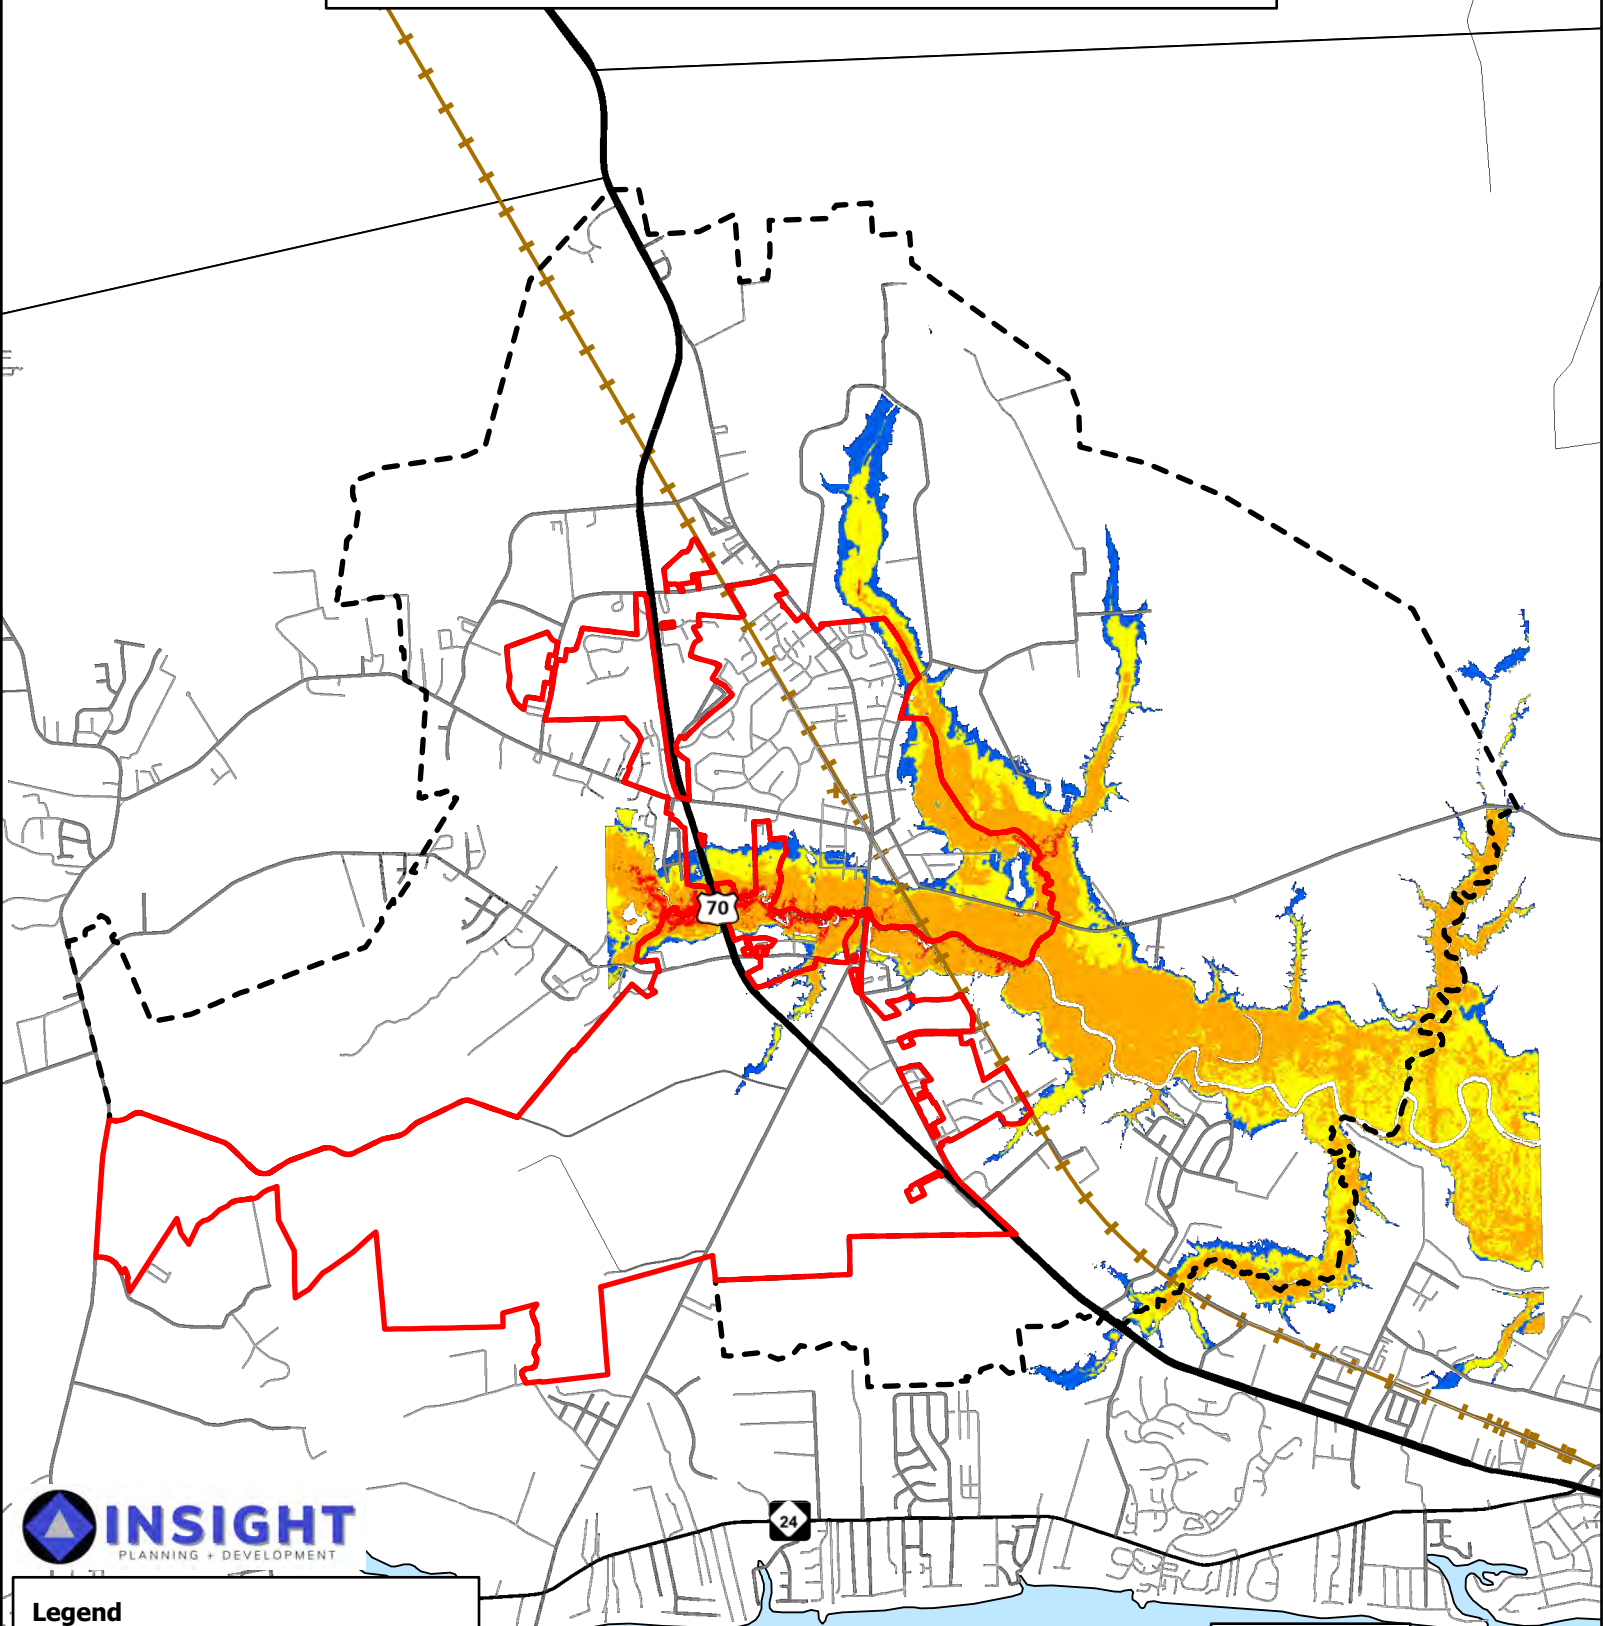 70
24
INSIGHT
PLANNING + DEVELOPMENT
Legend